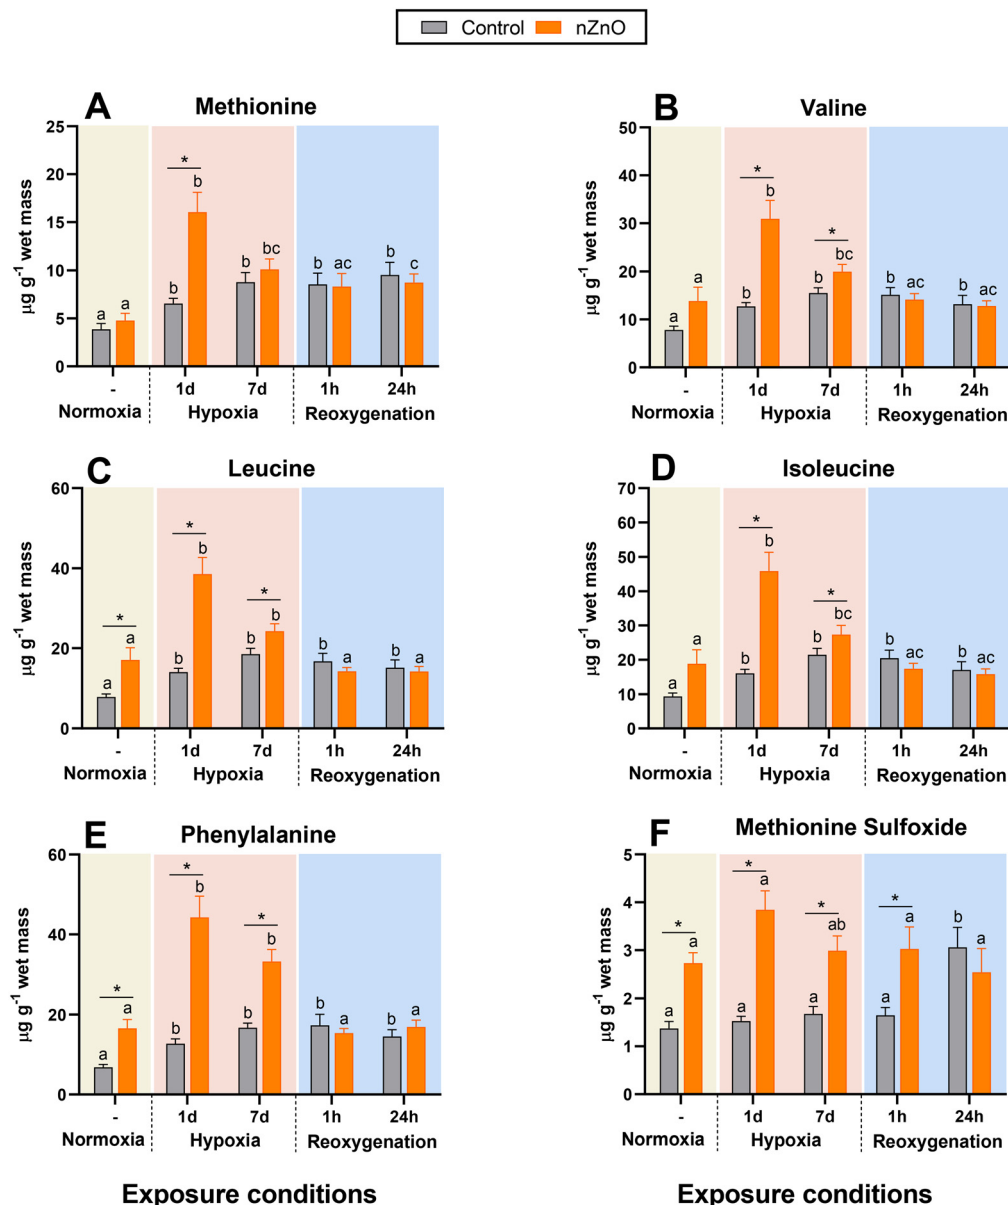 Control nZnO
A Methionine
μg g-1 wet mass
25
20
15
10
5
0
a a b * b b bc b ac b c
- 1d 7d 1h 24h
Normoxia Hypoxia Reoxygenation
B Valine
μg g-1 wet mass
50
40
30
20
10
0
a a b * b b * bc b ac b ac
- 1d 7d 1h 24h
Normoxia Hypoxia Reoxygenation
C Leucine
μg g-1 wet mass
60
40
20
0
a * a b * b b * b b a b a
- 1d 7d 1h 24h
Normoxia Hypoxia Reoxygenation
D Isoleucine
μg g-1 wet mass
70
60
50
40
30
20
10
0
a a b * b b * bc b ac b ac
- 1d 7d 1h 24h
Normoxia Hypoxia Reoxygenation
E Phenylalanine
μg g-1 wet mass
60
40
20
0
a * a b * b b * b b a b a
- 1d 7d 1h 24h
Normoxia Hypoxia Reoxygenation
F Methionine Sulfoxide
μg g-1 wet mass
5
4
3
2
1
0
a * a a * a a * ab a * a b a
- 1d 7d 1h 24h
Normoxia Hypoxia Reoxygenation
Exposure conditions Exposure conditions